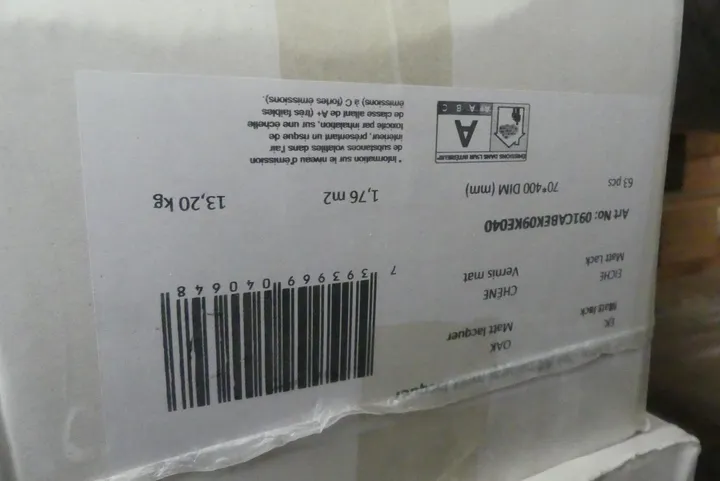 EK
OAK
Matt lack
Matt lacquer
EICHE
CHENE
Matt Lack
Vernis mat
7 393969 040648
Art No: 091CABEK09KE040
63 pcs
70*400 DIM (mm)
1,76 m2
13,20 kg
ÉMISSIONS DANS L'AIR INTÉRIEUR*
A
A+ A B C
* Information sur le niveau d'émission
de substances volatiles dans l'air
intérieur, présentant un risque de
toxicité par inhalation, sur une échelle
de classe allant de A+ (très faibles
émissions) à C (fortes émissions).